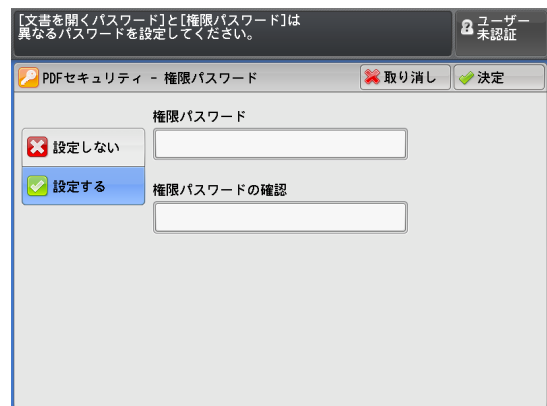 [文書を開くパスワード]と[権限パスワード]は
異なるパスワードを設定してください。
ユーザー
未認証
PDFセキュリティ - 権限パスワード
取り消し
決定
権限パスワード
設定しない
設定する
権限パスワードの確認